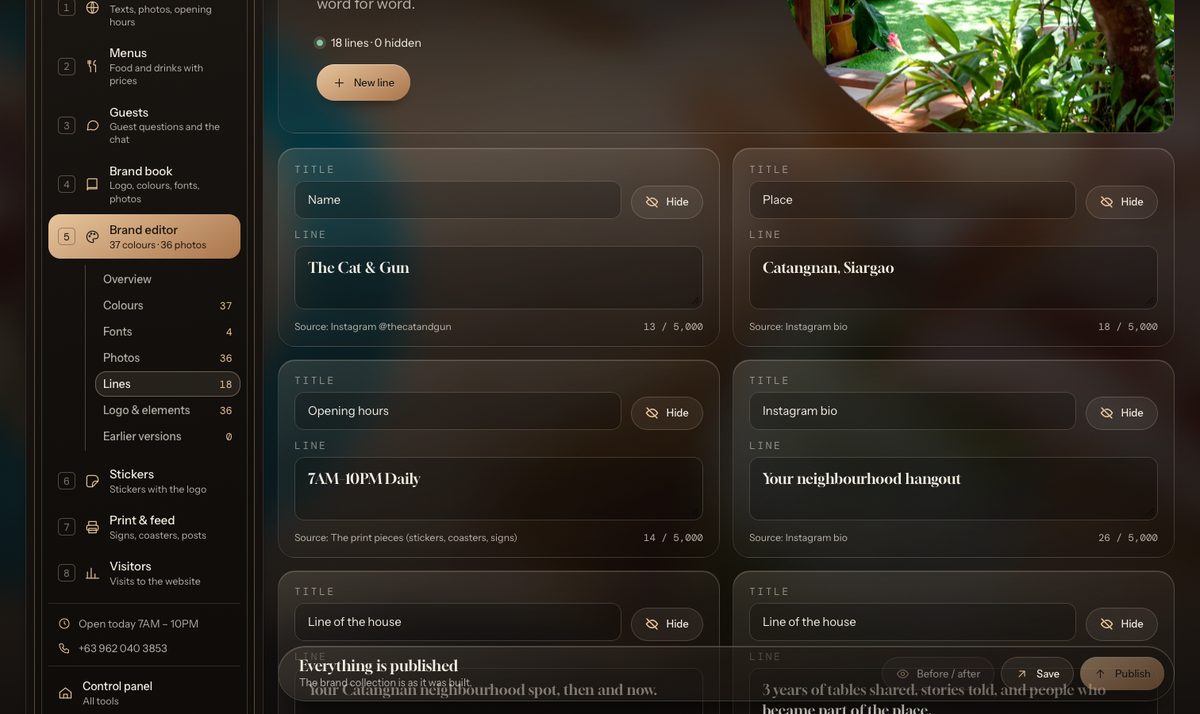 1
Texts, photos, opening
hours
2
Menus
Food and drinks with
prices
3
Guests
Guest questions and the
chat
4
Brand book
Logo, colours, fonts,
photos
5
Brand editor
37 colours · 36 photos
Overview
Colours 37
Fonts 4
Photos 36
Lines 18
Logo & elements 36
Earlier versions 0
6
Stickers
Stickers with the logo
7
Print & feed
Signs, coasters, posts
8
Visitors
Visits to the website
Open today 7AM – 10PM
+63 962 040 3853
Control panel
All tools
word for word.
18 lines · 0 hidden
+ New line
TITLE
Name
Hide
LINE
The Cat & Gun
Source: Instagram @thecatandgun
13 / 5,000
TITLE
Place
Hide
LINE
Catangnan, Siargao
Source: Instagram bio
18 / 5,000
TITLE
Opening hours
Hide
LINE
7AM-10PM Daily
Source: The print pieces (stickers, coasters, signs)
14 / 5,000
TITLE
Instagram bio
Hide
LINE
Your neighbourhood hangout
Source: Instagram bio
26 / 5,000
TITLE
Line of the house
Hide
LINE
Your Catangnan neighbourhood spot, then and now.
TITLE
Line of the house
Hide
LINE
3 years of tables shared, stories told, and people who
became part of the place.
Everything is published
The brand collection is as it was built.
Before / after
Save
Publish